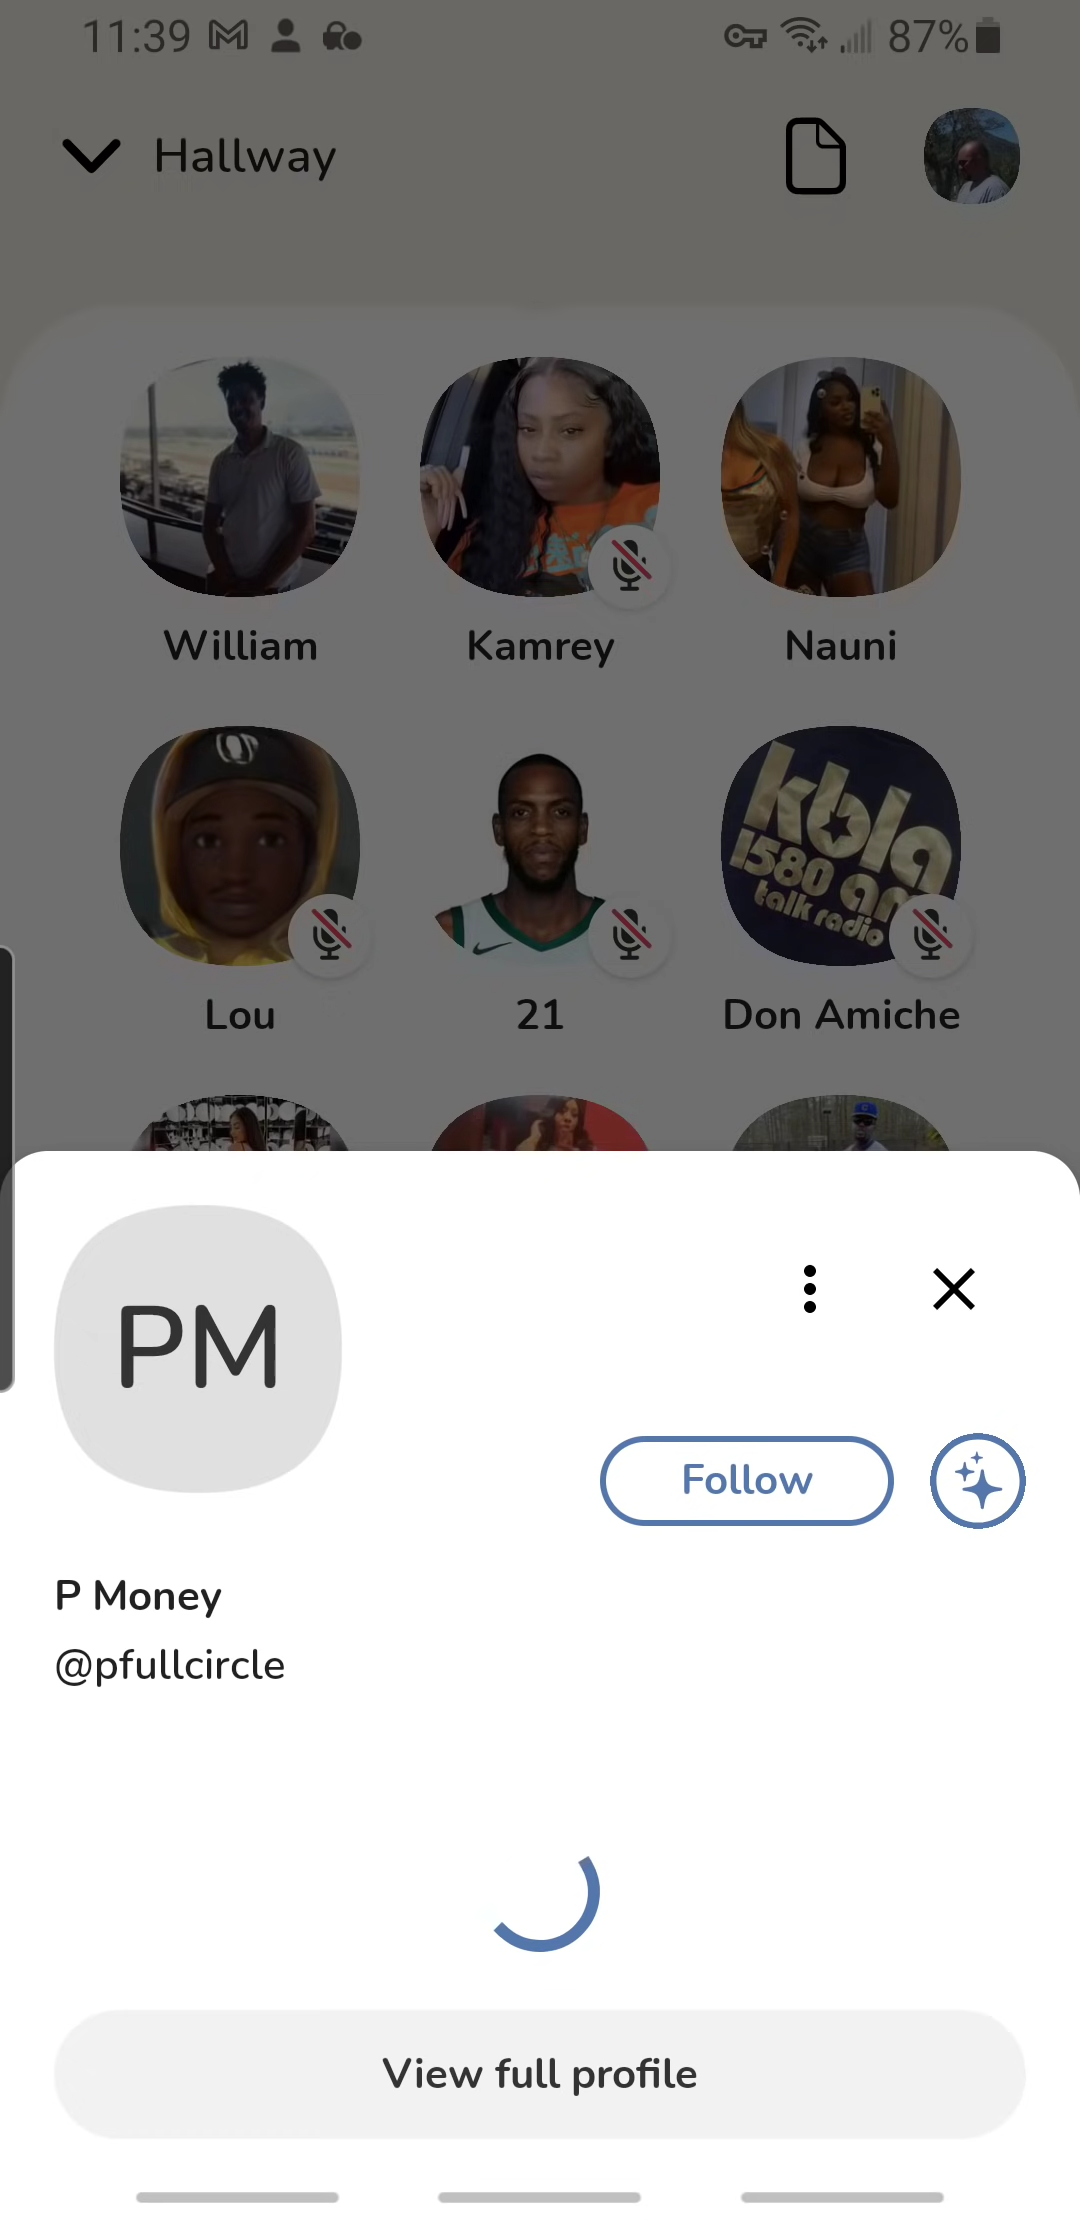 11:39
87%
Hallway
William
Kamrey
Nauni
kbla
1580 am
talk radio
Lou
21
Don Amiche
PM
Follow
P Money
@pfullcircle
View full profile